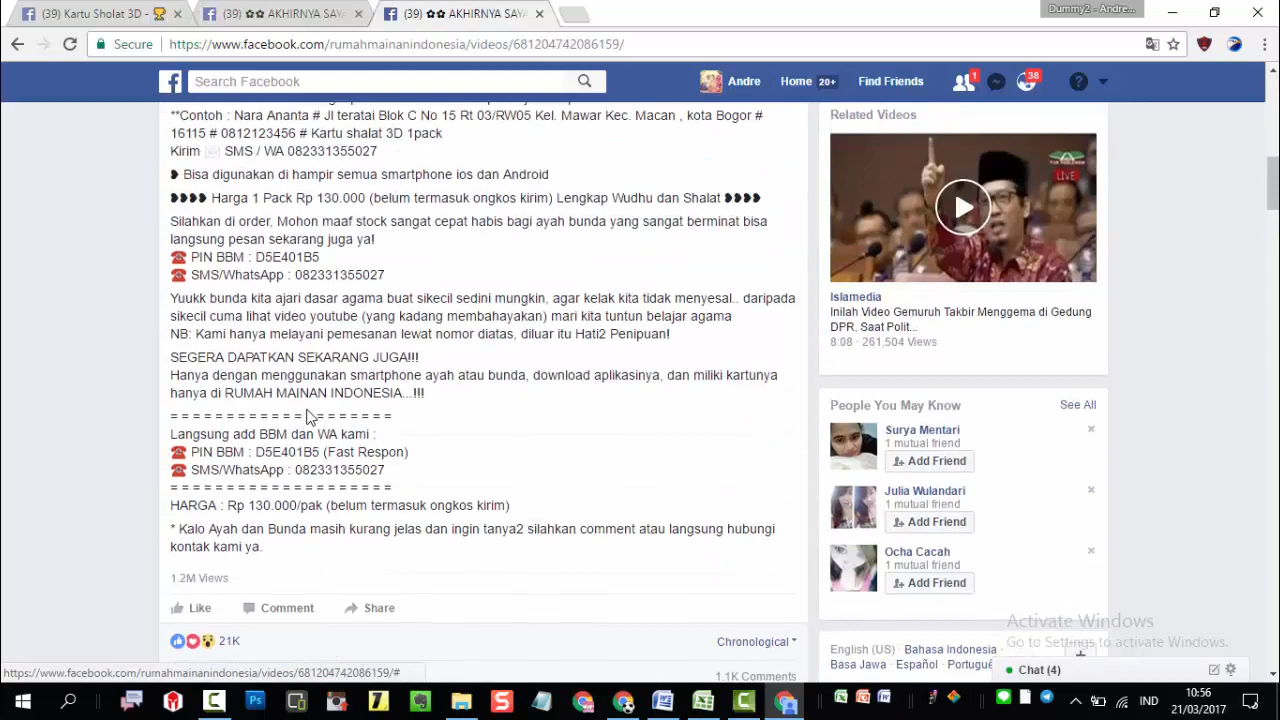 (39) Kartu Sholat 3D -
(39) ✿✿ AKHIRNYA SAYA
(39) ✿✿ AKHIRNYA SAYA
Dummy2 - Andre...
Secure
https://www.facebook.com/rumahmainanindonesia/videos/681204742086159/
Search Facebook
Andre
Home 20+
Find Friends
1
38
**Contoh : Nara Ananta # Jl teratai Blok C No 15 Rt 03/RW05 Kel. Mawar Kec. Macan , kota Bogor #
16115 # 0812123456 # Kartu shalat 3D 1pack
Kirim ✉ SMS / WA 082331355027
❥ Bisa digunakan di hampir semua smartphone ios dan Android
❥❥❥❥ Harga 1 Pack Rp 130.000 (belum termasuk ongkos kirim) Lengkap Wudhu dan Shalat ❥❥❥❥
Silahkan di order, Mohon maaf stock sangat cepat habis bagi ayah bunda yang sangat berminat bisa
langsung pesan sekarang juga ya!
☎ PIN BBM : D5E401B5
☎ SMS/WhatsApp : 082331355027
Yuukk bunda kita ajari dasar agama buat sikecil sedini mungkin, agar kelak kita tidak menyesal.. daripada
sikecil cuma lihat video youtube (yang kadang membahayakan) mari kita tuntun belajar agama
NB: Kami hanya melayani pemesanan lewat nomor diatas, diluar itu Hati2 Penipuan!
SEGERA DAPATKAN SEKARANG JUGA!!!
Hanya dengan menggunakan smartphone ayah atau bunda, download aplikasinya, dan miliki kartunya
hanya di RUMAH MAINAN INDONESIA...!!!
= = = = = = = = = = = = = = = = = = = =
Langsung add BBM dan WA kami :
☎ PIN BBM : D5E401B5 (Fast Respon)
☎ SMS/WhatsApp : 082331355027
= = = = = = = = = = = = = = = = = = = =
HARGA : Rp 130.000/pak (belum termasuk ongkos kirim)
* Kalo Ayah dan Bunda masih kurang jelas dan ingin tanya2 silahkan comment atau langsung hubungi
kontak kami ya.
1.2M Views
Like
Comment
Share
21K
Chronological
1.1K Comments
https://www.facebook.com/rumahmainanindonesia/videos/681204742086159/#
Related Videos
LIVE
Islamedia
Inilah Video Gemuruh Takbir Menggema di Gedung
DPR, Saat Polit...
8:08 · 261,504 Views
People You May Know
See All
Surya Mentari
1 mutual friend
Add Friend
Julia Wulandari
1 mutual friend
Add Friend
Ocha Cacah
1 mutual friend
Add Friend
Activate Windows
Go to Settings to activate Windows.
English (US) · Bahasa Indonesia ·
Basa Jawa · Español ·
Chat (4)
IND
10:56
21/03/2017